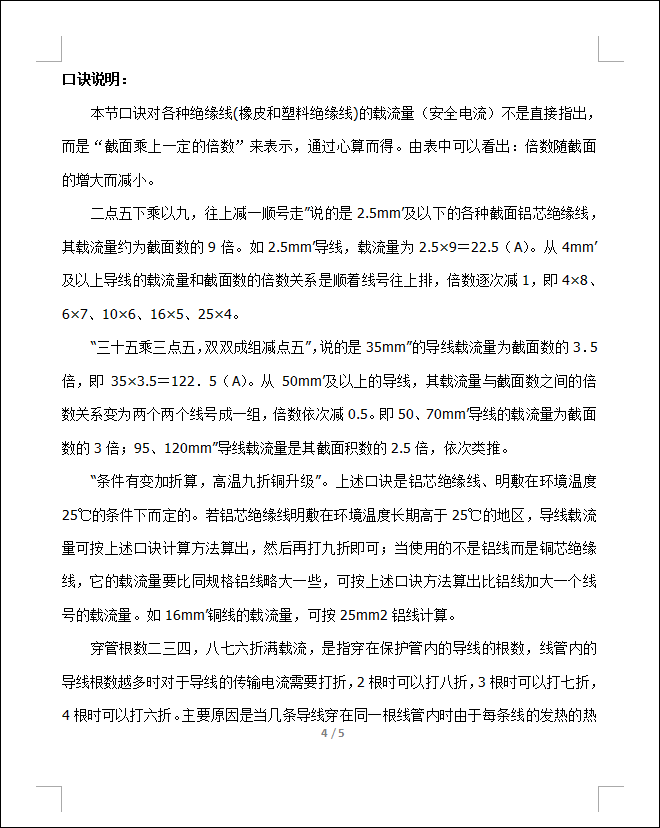 口诀说明：
本节口诀对各种绝缘线(橡皮和塑料绝缘线)的载流量（安全电流）不是直接指出，
而是“截面乘上一定的倍数”来表示，通过心算而得。由表中可以看出：倍数随截面
的增大而减小。
二点五下乘以九，往上减一顺号走”说的是 2.5mm’及以下的各种截面铝芯绝缘线，
其载流量约为截面数的 9 倍。如 2.5mm’导线，载流量为 2.5×9＝22.5（A）。从 4mm’
及以上导线的载流量和截面数的倍数关系是顺着线号往上排，倍数逐次减 1，即 4×8、
6×7、10×6、16×5、25×4。
“三十五乘三点五，双双成组减点五”，说的是 35mm”的导线载流量为截面数的 3．5
倍，即 35×3.5＝122．5（A）。从 50mm’及以上的导线，其载流量与截面数之间的倍
数关系变为两个两个线号成一组，倍数依次减 0.5。即 50、70mm’导线的载流量为截面
数的 3 倍；95、120mm”导线载流量是其截面积数的 2.5 倍，依次类推。
“条件有变加折算，高温九折铜升级”。上述口诀是铝芯绝缘线、明敷在环境温度
25℃的条件下而定的。若铝芯绝缘线明敷在环境温度长期高于 25℃的地区，导线载流
量可按上述口诀计算方法算出，然后再打九折即可；当使用的不是铝线而是铜芯绝缘
线，它的载流量要比同规格铝线略大一些，可按上述口诀方法算出比铝线加大一个线
号的载流量。如 16mm’铜线的载流量，可按 25mm2 铝线计算。
穿管根数二三四，八七六折满载流，是指穿在保护管内的导线的根数，线管内的
导线根数越多时对于导线的传输电流需要打折，2 根时可以打八折，3 根时可以打七折，
4 根时可以打六折。主要原因是当几条导线穿在同一根线管内时由于每条线的发热的热
4 / 5